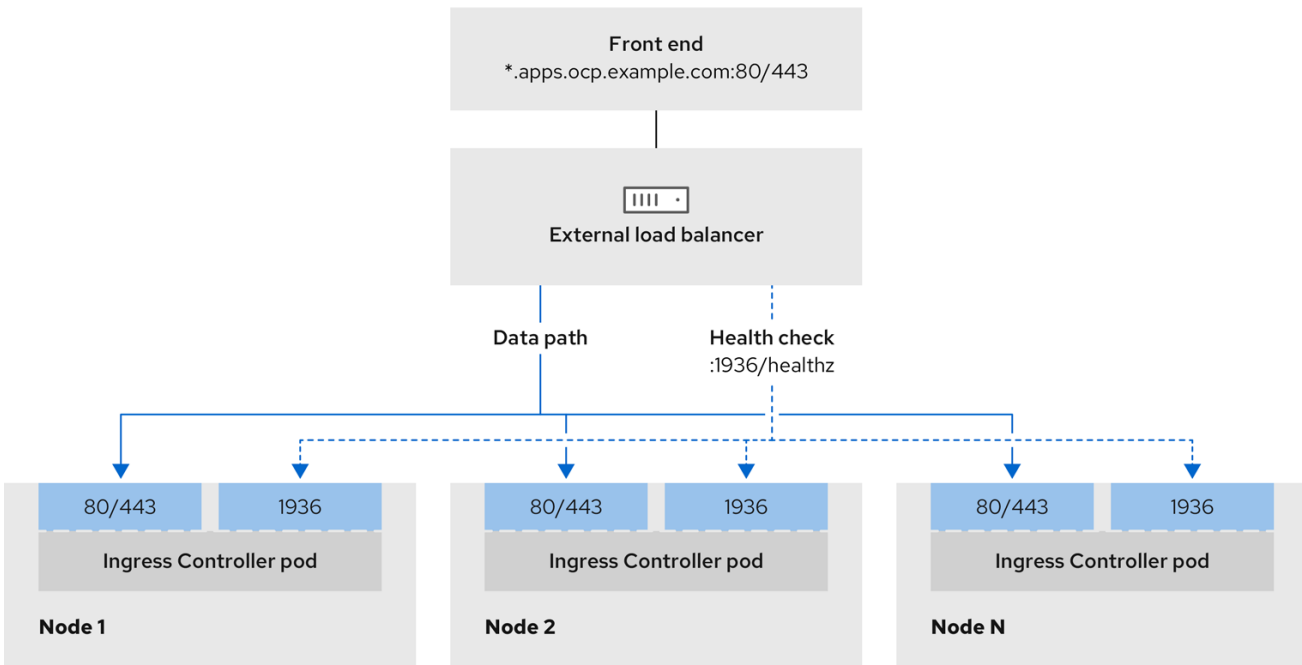 Front end
*.apps.ocp.example.com:80/443
External load balancer
Data path
Health check
:1936/healthz
80/443
1936
80/443
1936
80/443
1936
Ingress Controller pod
Ingress Controller pod
Ingress Controller pod
Node 1
Node 2
Node N